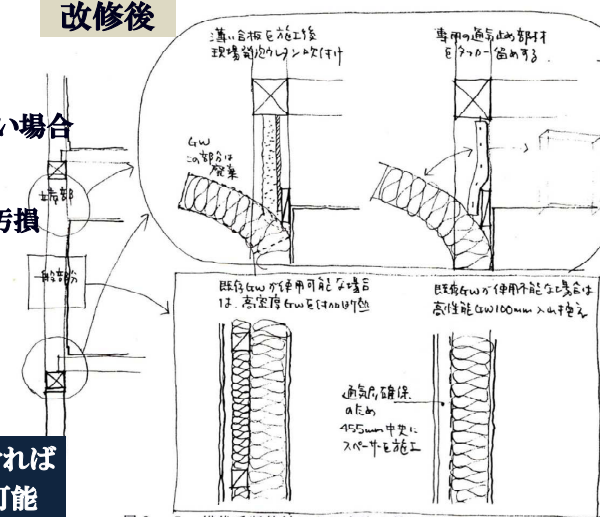 改修後
い場合
汚損
れば
可能
薄い合板を施工後
現場発泡ウレタン吹付け
専用の通気止め部材
をタッカー留めする
GW
この部分は
廃棄
端部
一般部分
既存GWが使用可能な場合
は、高密度GWを付加断熱
既存GWが使用不能な場合は
高性能GW100mm入れ換え
通気層確保
のため
455mm中央に
スペーサーを施工